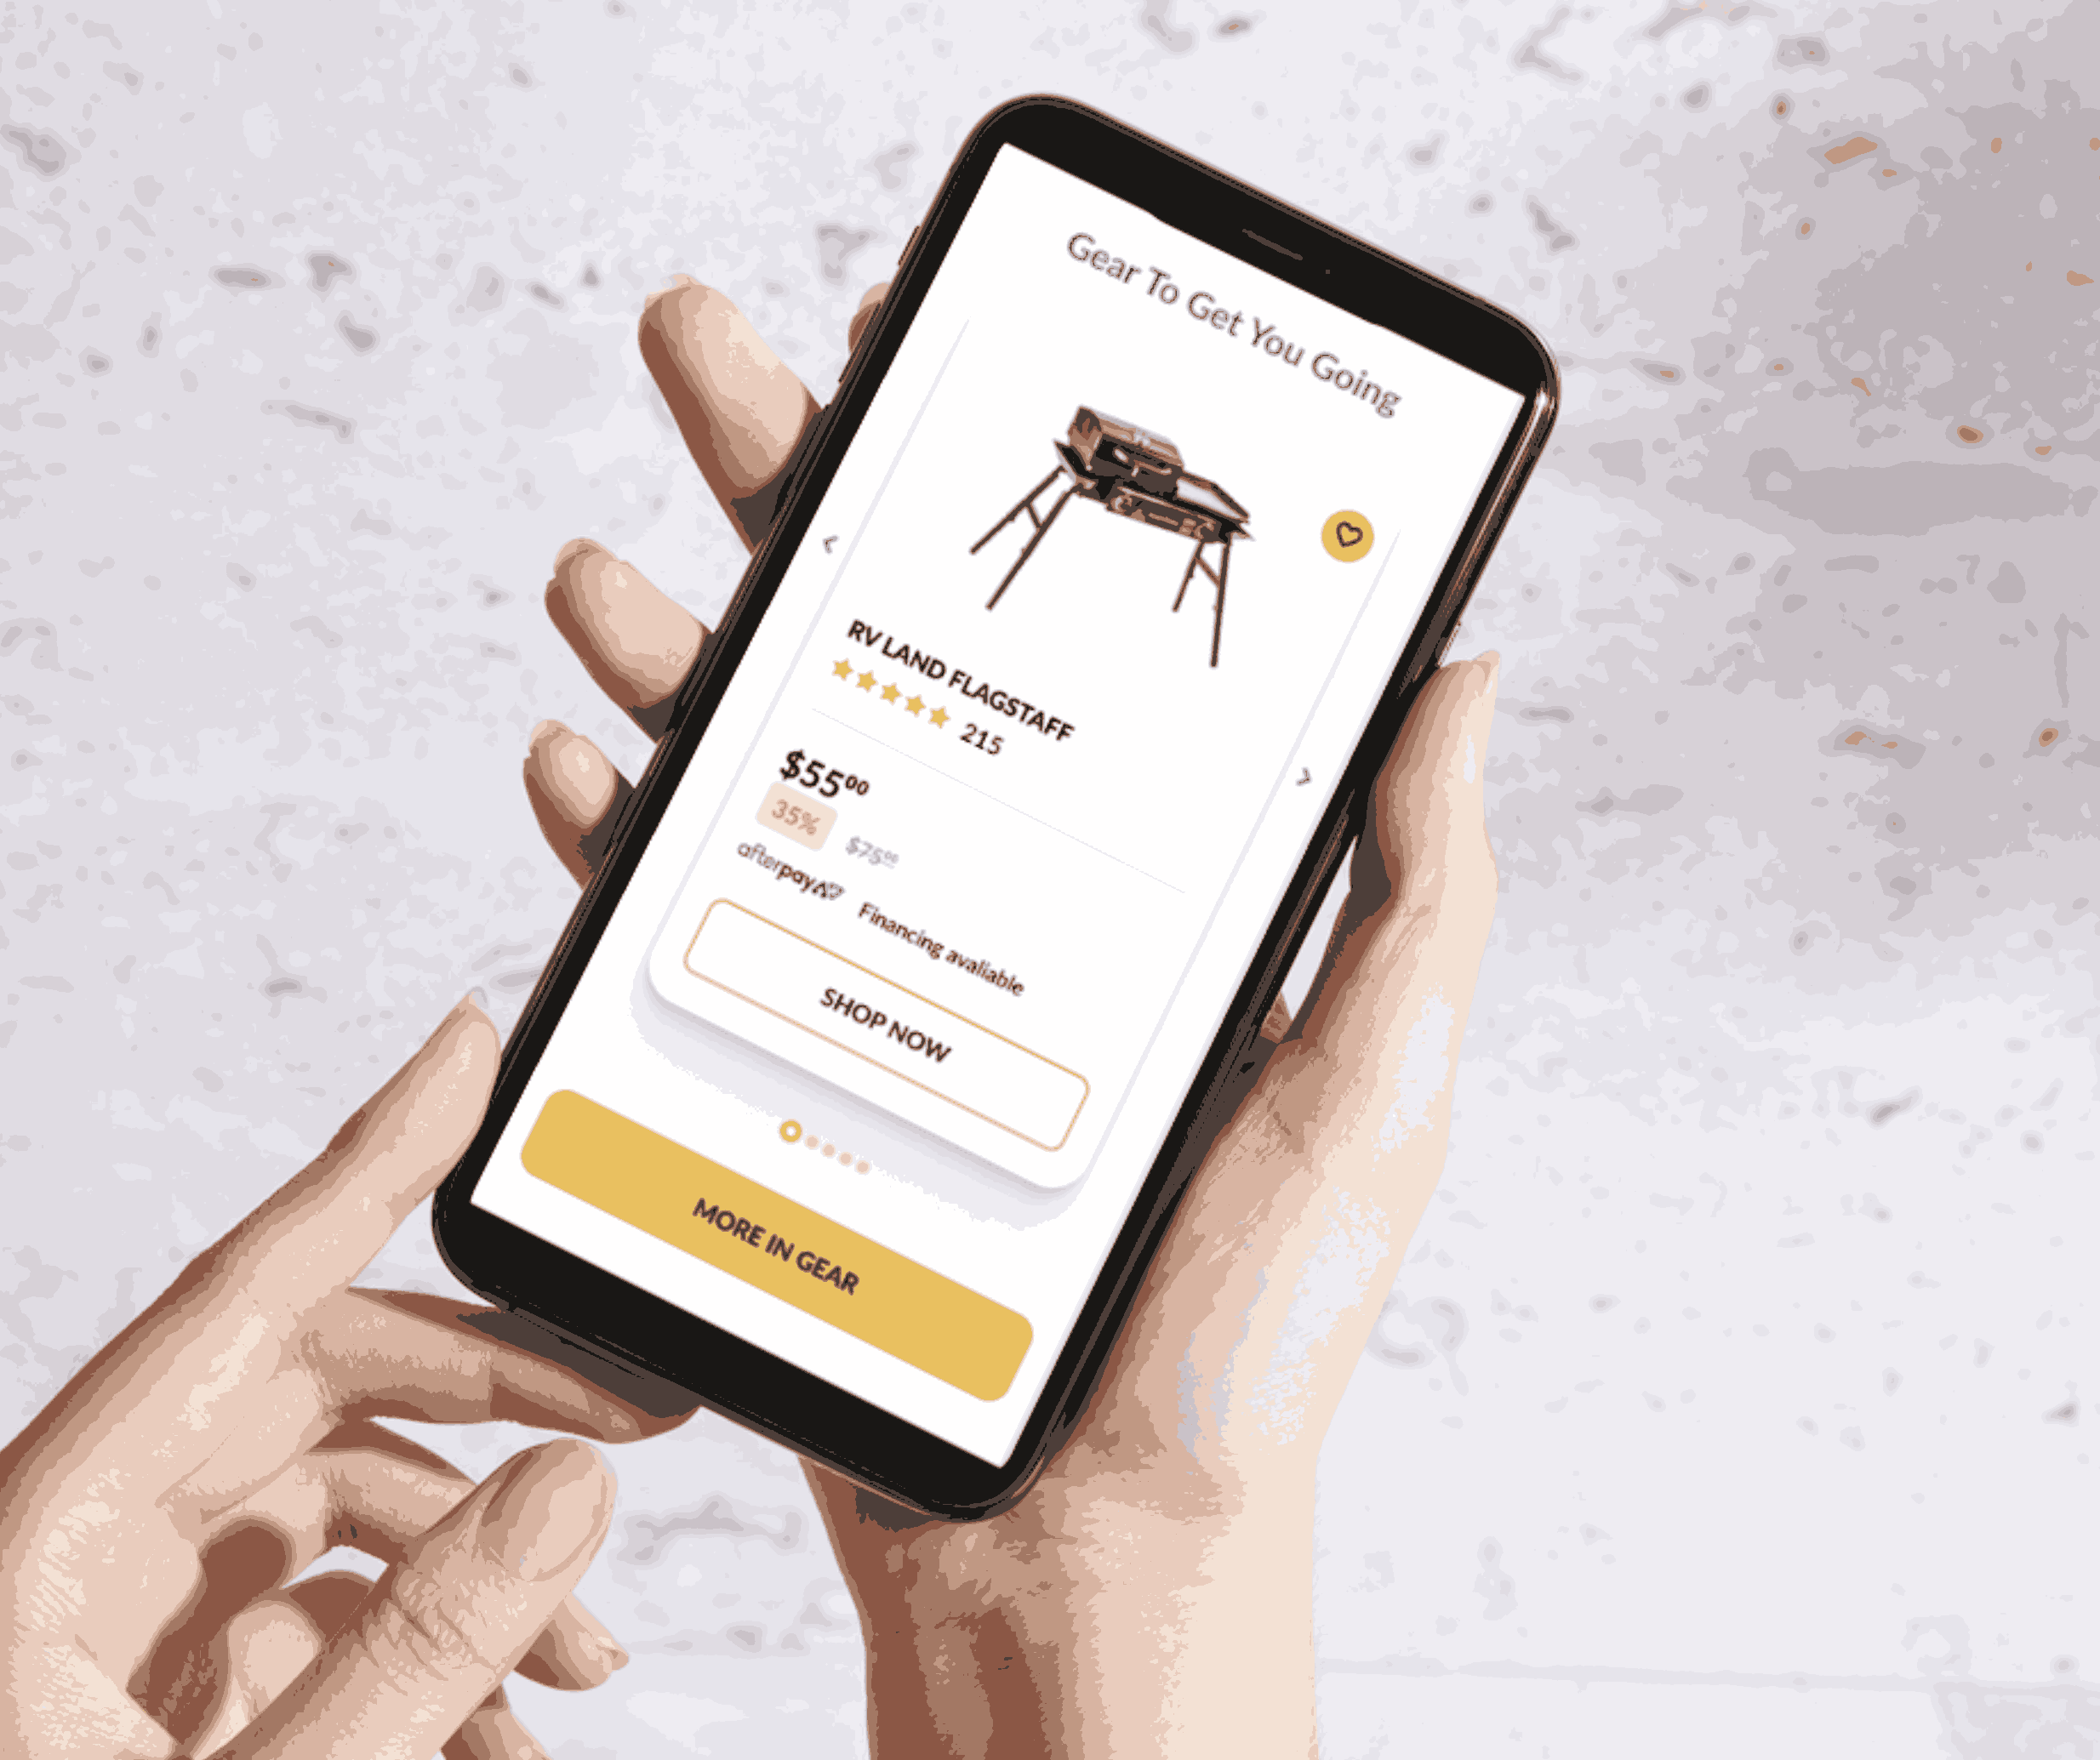 Gear To Get You Going
RV LAND FLAGSTAFF
215
$55⁰⁰
35%
$75⁰⁰
afterpay
Financing avaliable
SHOP NOW
MORE IN GEAR